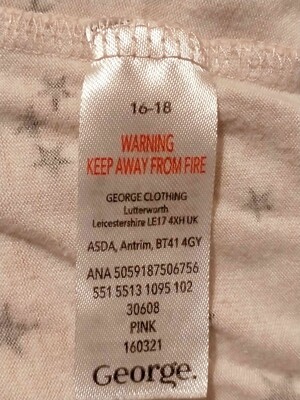 16-18
WARNING
KEEP AWAY FROM FIRE
GEORGE CLOTHING
Lutterworth
Leicestershire LE17 4XH UK
ASDA, Antrim, BT41 4GY
ANA 5059187506756
S51 5513 1095 102
30608
PINK
160321
George.